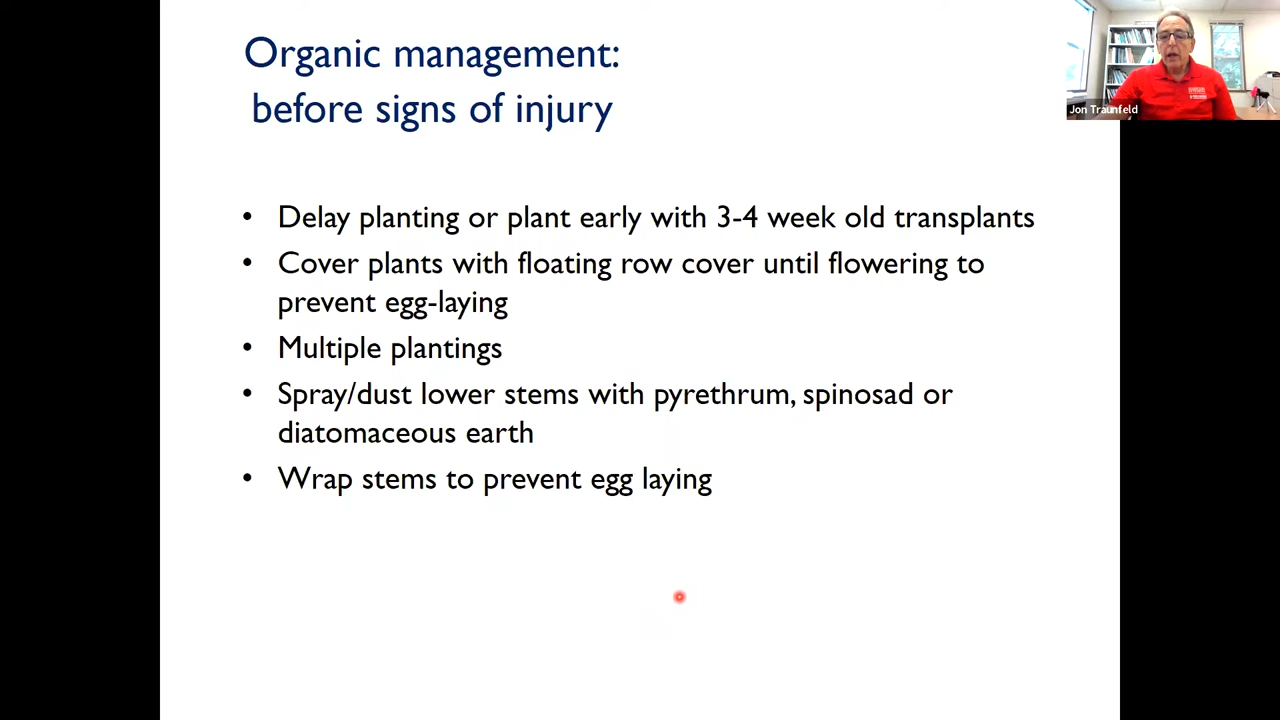 Organic management:
before signs of injury
Jon Traunfeld
• Delay planting or plant early with 3-4 week old transplants
• Cover plants with floating row cover until flowering to
prevent egg-laying
• Multiple plantings
• Spray/dust lower stems with pyrethrum, spinosad or
diatomaceous earth
• Wrap stems to prevent egg laying